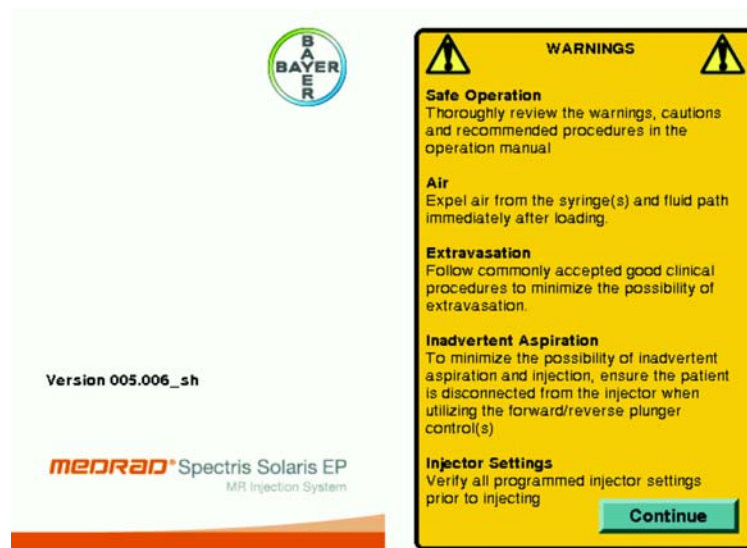 BAYER
BAYER
Version 005.006_sh
MEDRAD® Spectris Solaris EP
MR Injection System
WARNINGS
Safe Operation
Thoroughly review the warnings, cautions
and recommended procedures in the
operation manual
Air
Expel air from the syringe(s) and fluid path
immediately after loading.
Extravasation
Follow commonly accepted good clinical
procedures to minimize the possibility of
extravasation.
Inadvertent Aspiration
To minimize the possibility of inadvertent
aspiration and injection, ensure the patient
is disconnected from the injector when
utilizing the forward/reverse plunger
control(s)
Injector Settings
Verify all programmed injector settings
prior to injecting
Continue